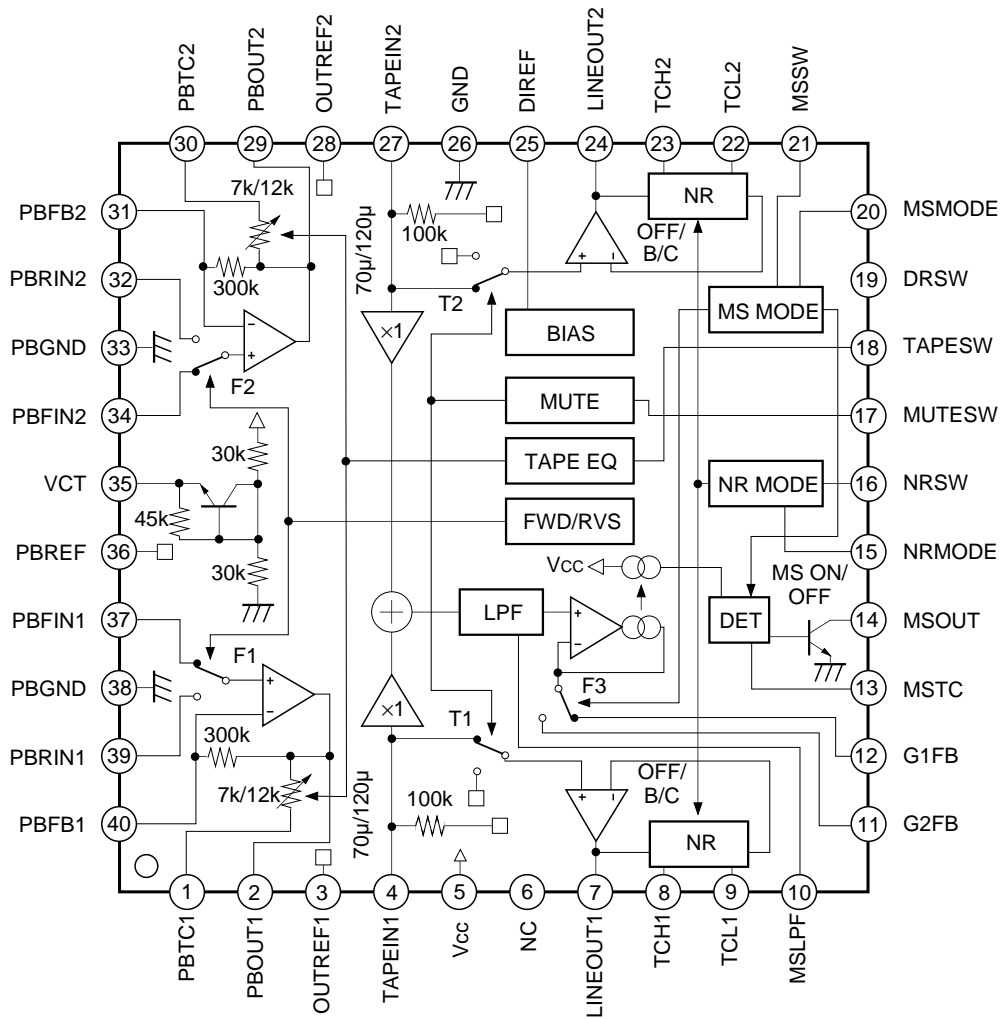 PBTC2
PBOUT2
OUTREF2
TAPEIN2
GND
DIREF
LINEOUT2
TCH2
TCL2
MSSW
30
29
28
27
26
25
24
23
22
21
7k/12k
70μ/120μ
100k
NR
OFF/
B/C
PBFB2
31
300k
T2
+
−
20
MSMODE
PBRIN2
32
−
+
×1
BIAS
MS MODE
19
DRSW
PBGND
33
18
TAPESW
PBFIN2
34
F2
MUTE
17
MUTESW
30k
TAPE EQ
VCT
35
NR MODE
16
NRSW
45k
FWD/RVS
PBREF
36
30k
Vcc
MS ON/
OFF
15
NRMODE
PBFIN1
37
+
LPF
+
−
DET
14
MSOUT
F1
PBGND
38
+
−
×1
T1
F3
13
MSTC
PBRIN1
39
300k
12
G1FB
7k/12k
70μ/120μ
100k
+
−
OFF/
B/C
PBFB1
40
NR
11
G2FB
1
2
3
4
5
6
7
8
9
10
PBTC1
PBOUT1
OUTREF1
TAPEIN1
Vcc
NC
LINEOUT1
TCH1
TCL1
MSLPF